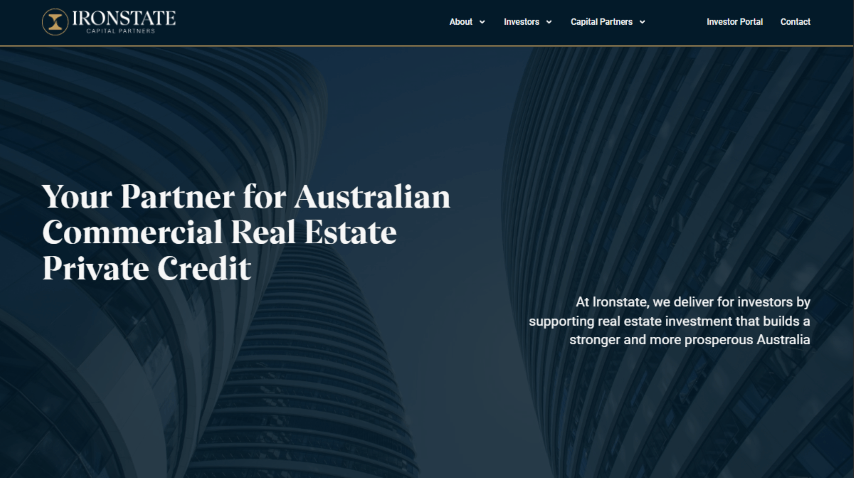 IRONSTATE
CAPITAL PARTNERS
About
Investors
Capital Partners
Investor Portal
Contact
Your Partner for Australian
Commercial Real Estate
Private Credit
At Ironstate, we deliver for investors by
supporting real estate investment that builds a
stronger and more prosperous Australia